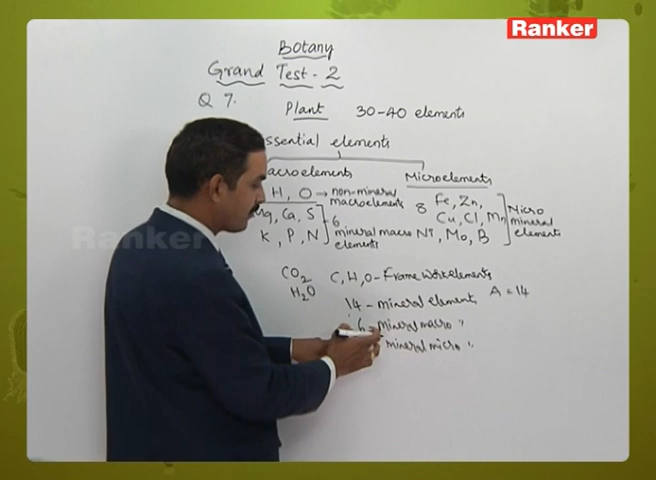 Ranker
Botany
Grand Test - 2
Q 7.
Plant 30-40 elements
ssential elements
acroelements
Microelements
H, O → non-mineral macroelements
Mg, Ca, S
K, P, N
6 mineral macro elements
8 Fe, Zn,
Cu, Cl, Mn
Ni, Mo, B
Micro mineral elements
Ranker
CO2
H2O
C, H, O - Frame work elements
14 - mineral element, A = 14
6 - mineral macro "
mineral micro "